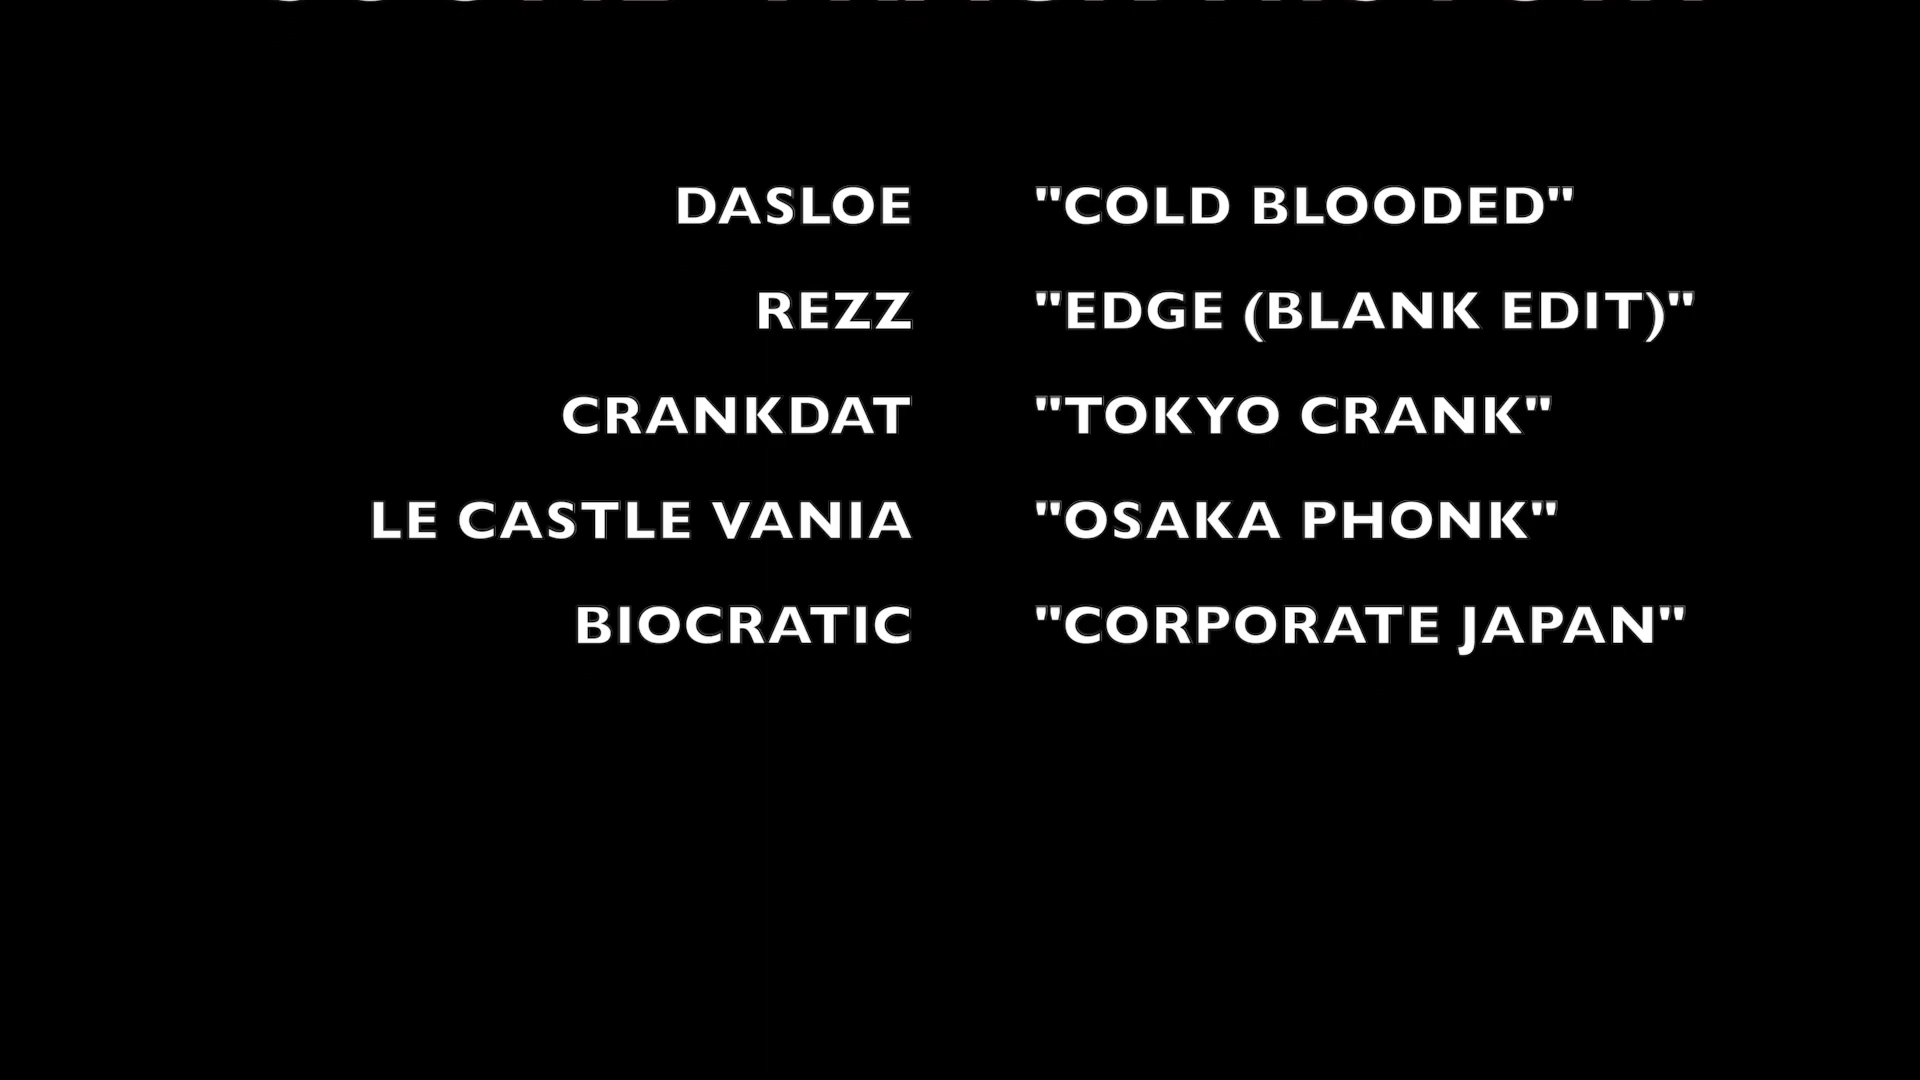 DASLOE "COLD BLOODED"
REZZ "EDGE (BLANK EDIT)"
CRANKDAT "TOKYO CRANK"
LE CASTLE VANIA "OSAKA PHONK"
BIOCRATIC "CORPORATE JAPAN"